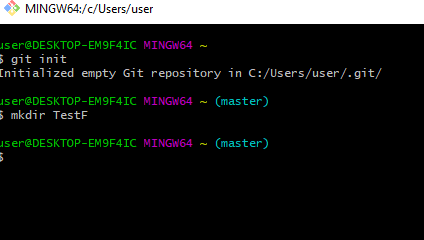 MINGW64:/c/Users/user
user@DESKTOP-EM9F4IC MINGW64 ~
$ git init
Initialized empty Git repository in C:/Users/user/.git/
user@DESKTOP-EM9F4IC MINGW64 ~ (master)
$ mkdir TestF
user@DESKTOP-EM9F4IC MINGW64 ~ (master)
$